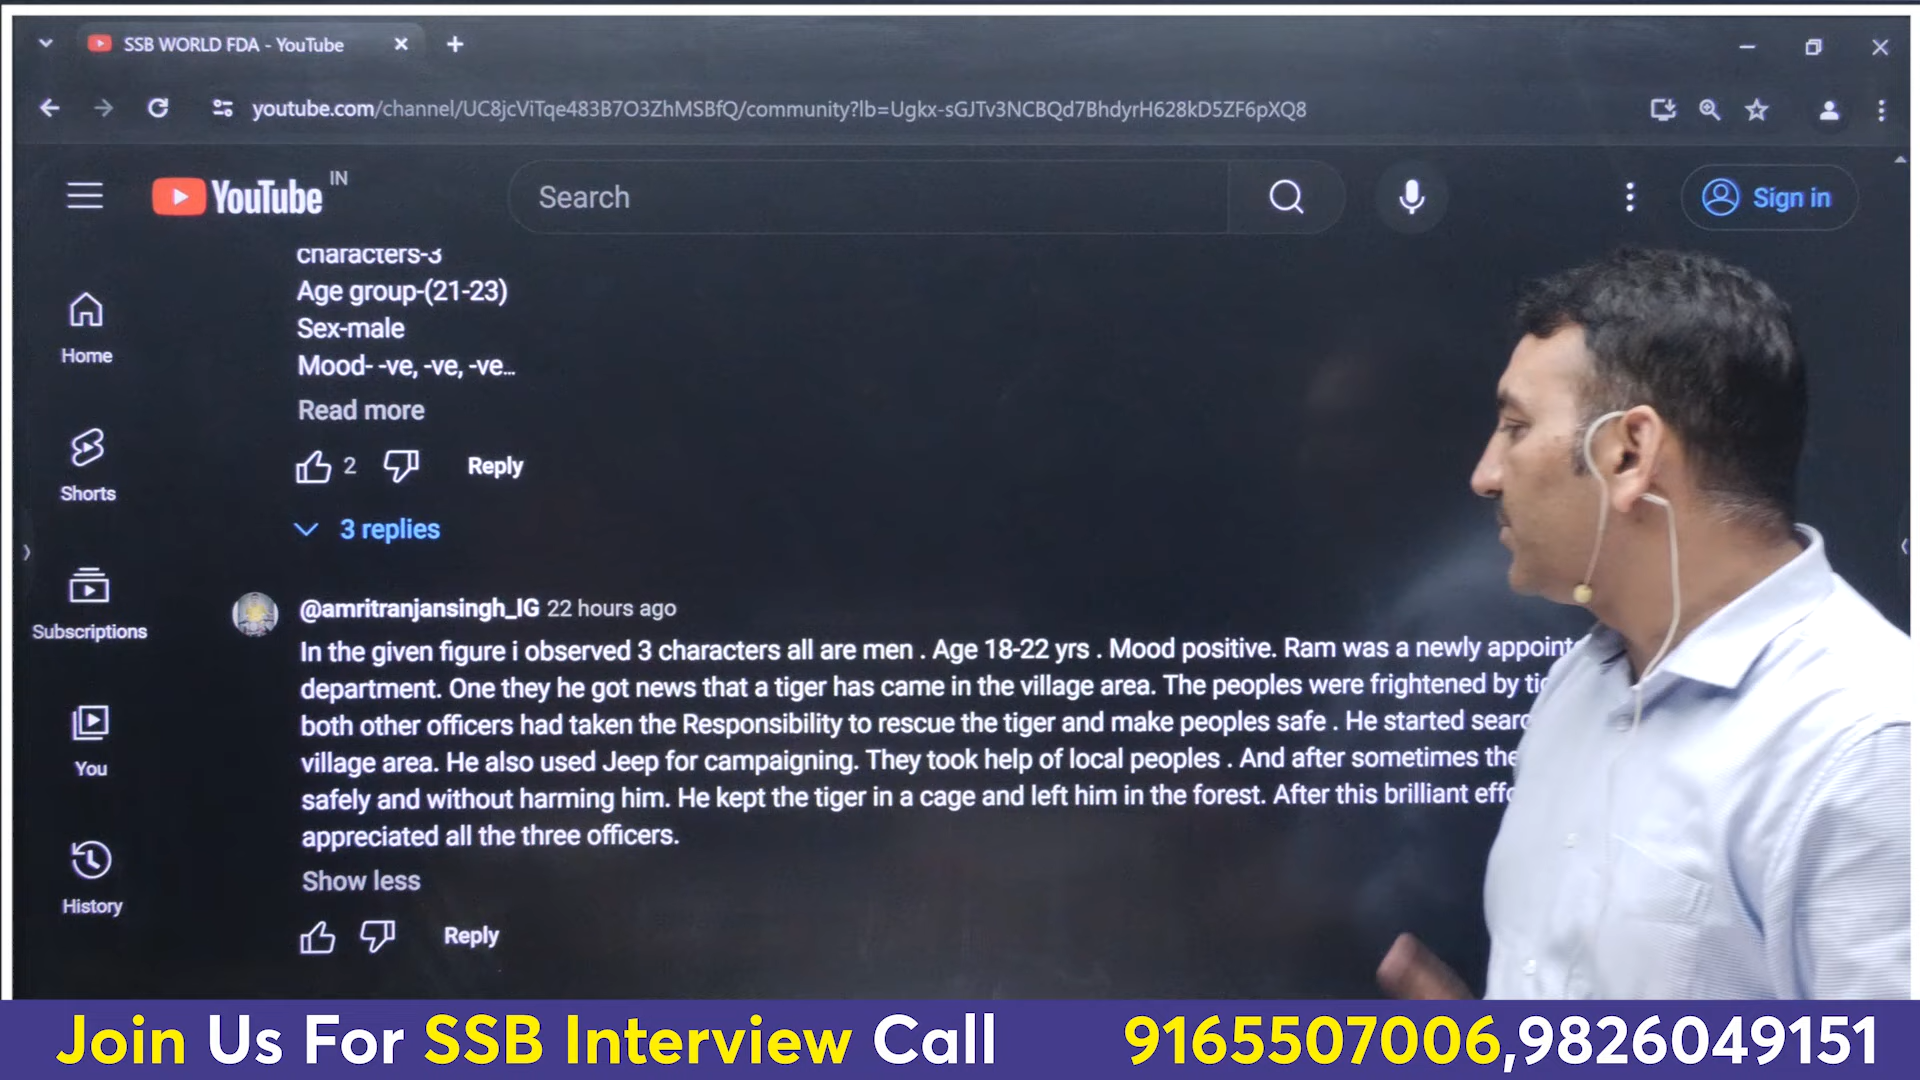 SSB WORLD FDA - YouTube
youtube.com/channel/UC8jcViTqe483B7O3ZhMSBfQ/community?lb=Ugkx-sGJTv3NCBQd7BhdyrH628kD5ZF6pXQ8
YouTube IN
Search
Sign in
characters-3
Age group-(21-23)
Sex-male
Mood- -ve, -ve, -ve...
Read more
2 Reply
3 replies
Home
Shorts
Subscriptions
You
History
@amritranjansingh_IG 22 hours ago
In the given figure i observed 3 characters all are men . Age 18-22 yrs . Mood positive. Ram was a newly
department. One they he got news that a tiger has came in the village area. The peoples were frightened by
both other officers had taken the Responsibility to rescue the tiger and make peoples safe . He started
village area. He also used Jeep for campaigning. They took help of local peoples . And after sometimes
safely and without harming him. He kept the tiger in a cage and left him in the forest. After this brilliant
appreciated all the three officers.
Show less
Reply
Join Us For SSB Interview Call 9165507006,9826049151